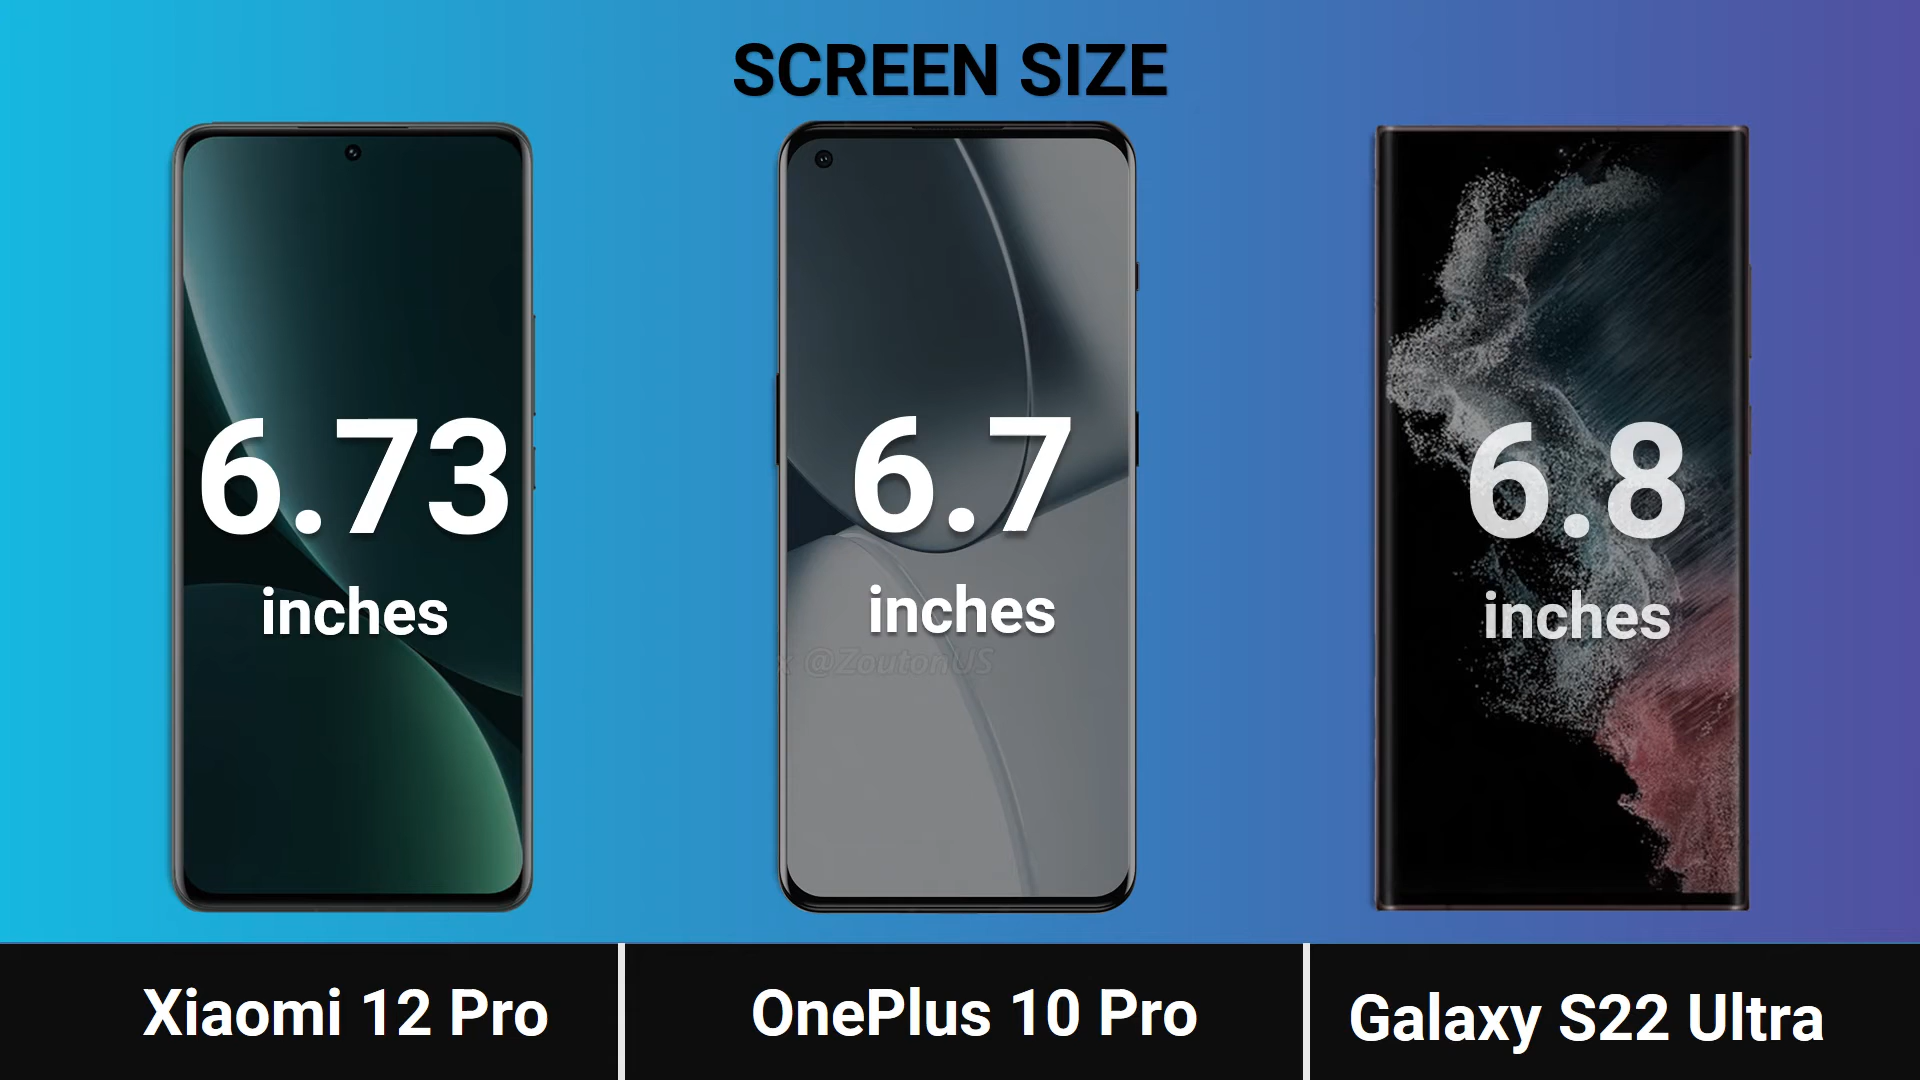 SCREEN SIZE
6.73
inches
6.7
inches
6.8
inches
@ZoutonUS
Xiaomi 12 Pro
OnePlus 10 Pro
Galaxy S22 Ultra